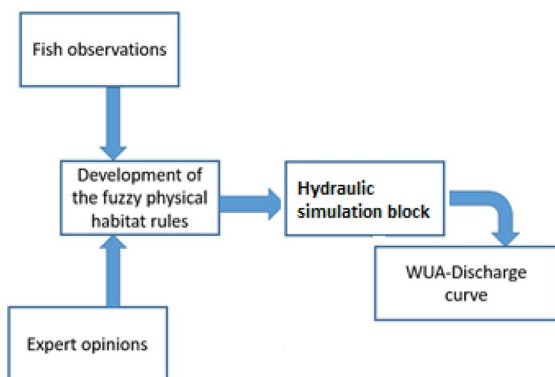 Fish observations
Development of
the fuzzy physical
habitat rules
Hydraulic
simulation block
WUA-Discharge
curve
Expert opinions